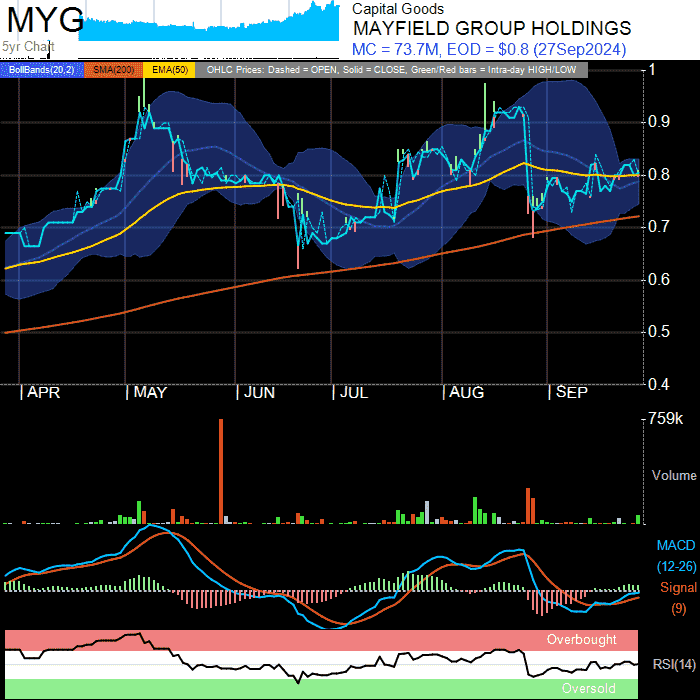 MYG
5yr Chart
Capital Goods
MAYFIELD GROUP HOLDINGS
MC = 73.7M, EOD = $0.8 (27Sep2024)
BollBands(20,2) SMA(200) EMA(50) OHLC Prices: Dashed = OPEN, Solid = CLOSE, Green/Red bars = Intra-day HIGH/LOW
1
0.9
0.8
0.7
0.6
0.5
0.4
APR MAY JUN JUL AUG SEP
759k
Volume
MACD
(12-26)
Signal
(9)
Overbought
RSI(14)
Oversold